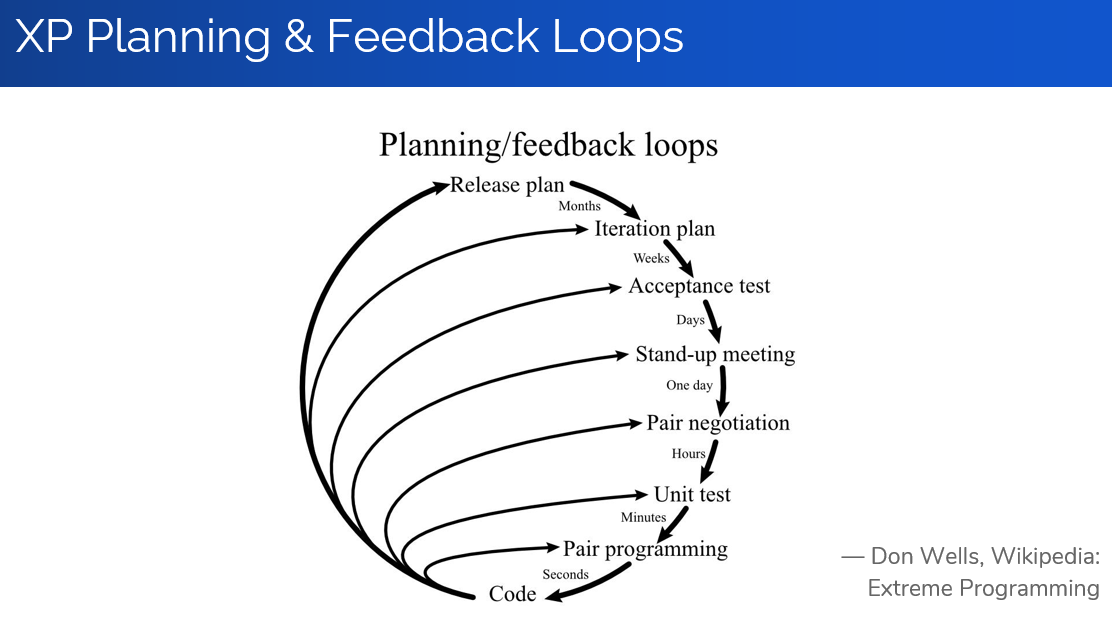 XP Planning & Feedback Loops
Planning/feedback loops
Release plan
Months
Iteration plan
Weeks
Acceptance test
Days
Stand-up meeting
One day
Pair negotiation
Hours
Unit test
Minutes
Pair programming
Seconds
Code
— Don Wells, Wikipedia:
Extreme Programming